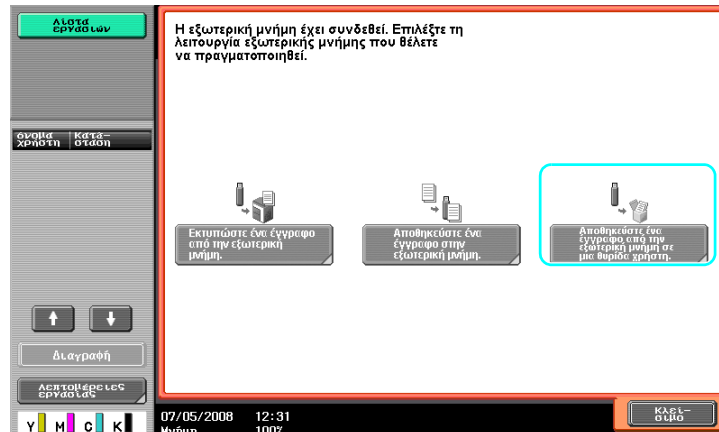 Λίστα
εργασιών
Η εξωτερική μνήμη έχει συνδεθεί. Επιλέξτε τη
λειτουργία εξωτερικής μνήμης που θέλετε
να πραγματοποιηθεί.
όνομα
χρήστη
Κατά-
σταση
Εκτυπώστε ένα έγγραφο
από την εξωτερική
μνήμη.
Αποθηκεύστε ένα
έγγραφο στην
εξωτερική μνήμη.
Αποθηκεύστε ένα
έγγραφο από την
εξωτερική μνήμη σε
μια θυρίδα χρήστη.
Διαγραφή
Λεπτομέρειες
εργασίας
Y M C K
07/05/2008 12:31
Μνήμη 100%
Κλεί-
σιμο